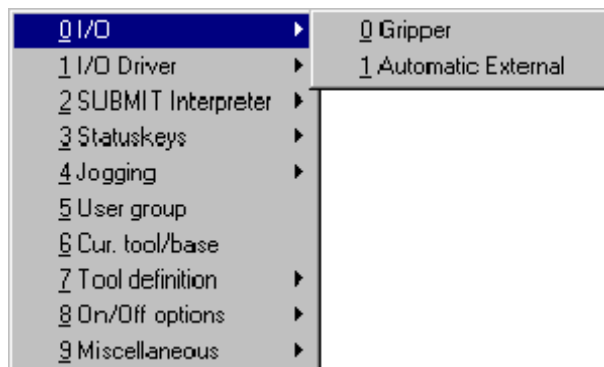 0 I/O
1 I/O Driver
2 SUBMIT Interpreter
3 Statuskeys
4 Jogging
5 User group
6 Cur. tool/base
7 Tool definition
8 On/Off options
9 Miscellaneous
0 Gripper
1 Automatic External